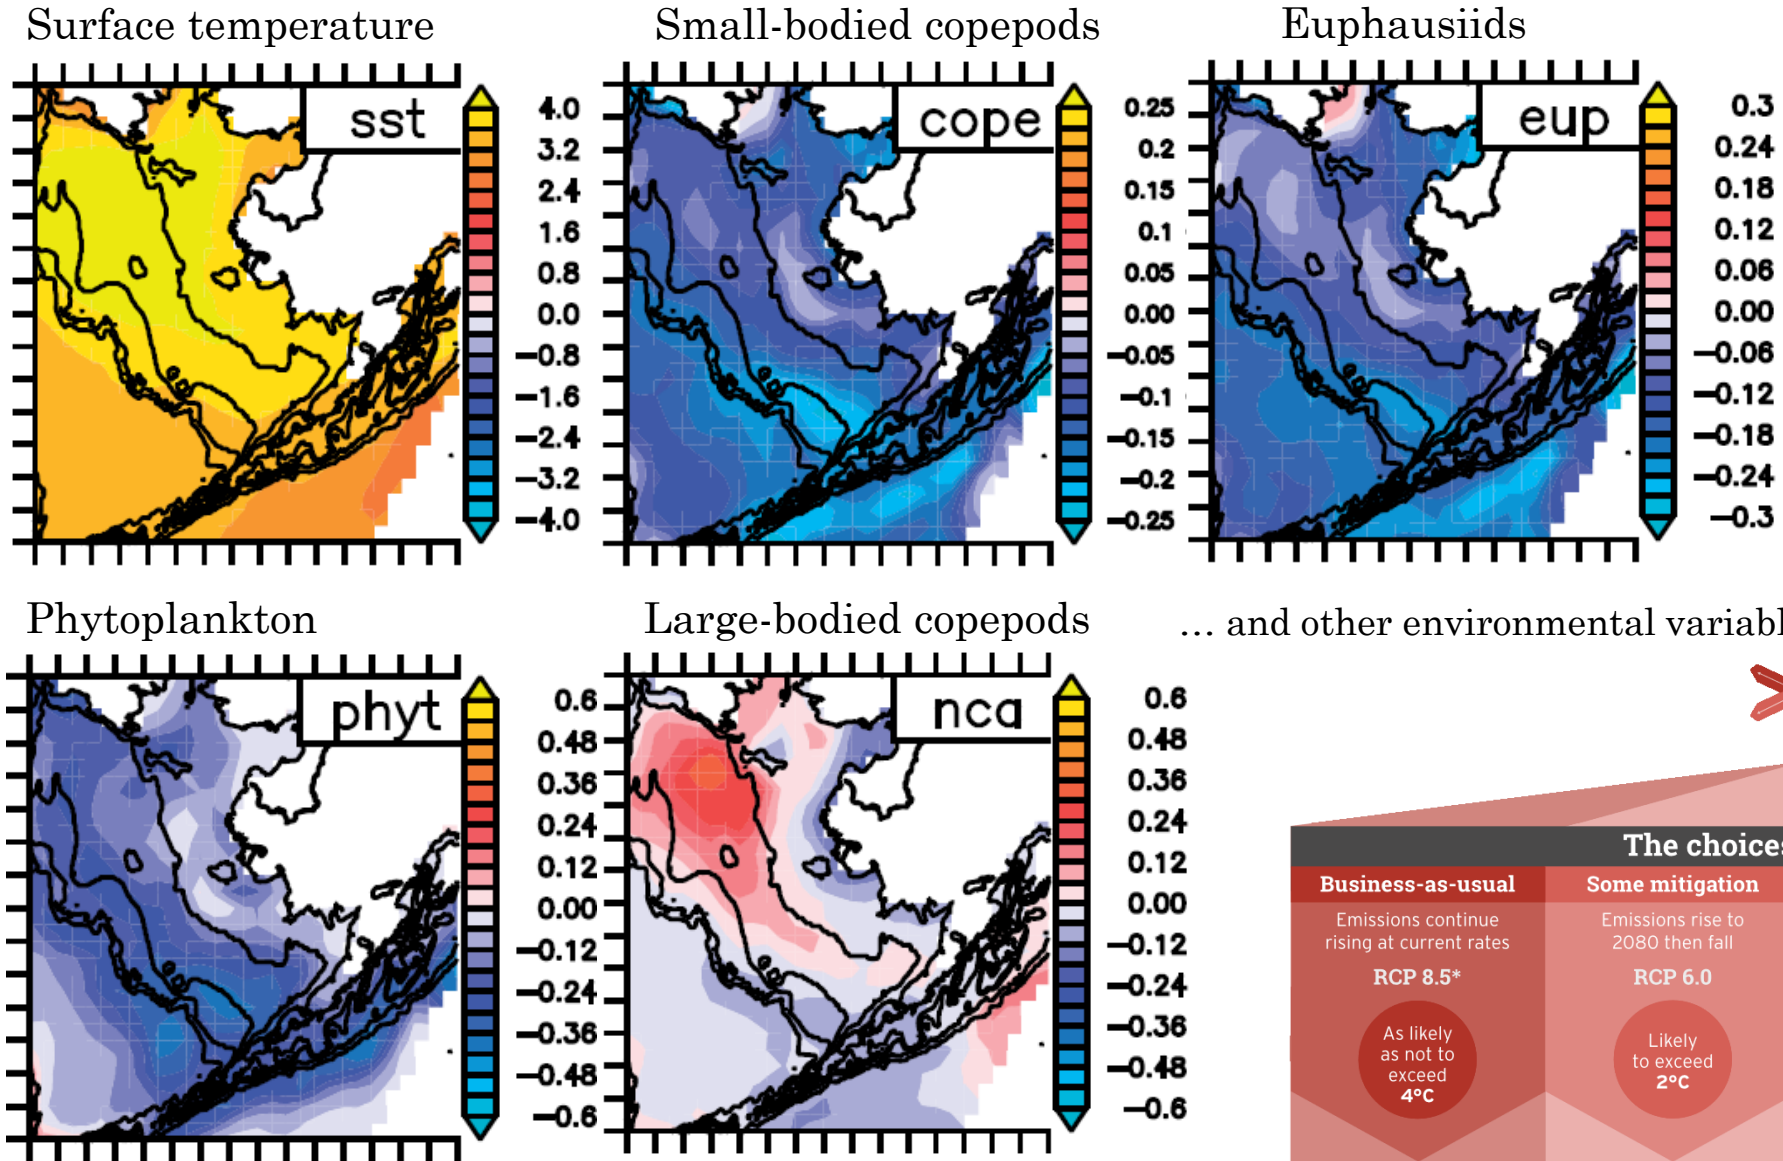 Surface temperature
Small-bodied copepods
Euphausiids
sst
4.0
3.2
2.4
1.6
0.8
0.0
−0.8
−1.6
−2.4
−3.2
−4.0
cope
0.25
0.2
0.15
0.1
0.05
0.00
−0.05
−0.1
−0.15
−0.2
−0.25
eup
0.3
0.24
0.18
0.12
0.06
0.00
−0.06
−0.12
−0.18
−0.24
−0.3
Phytoplankton
Large-bodied copepods
... and other environmental variabl
phyt
0.6
0.48
0.36
0.24
0.12
0.00
−0.12
−0.24
−0.36
−0.48
−0.6
nca
0.6
0.48
0.36
0.24
0.12
0.00
−0.12
−0.24
−0.36
−0.48
−0.6
The choices
Business-as-usual
Emissions continue
rising at current rates
RCP 8.5*
As likely
as not to
exceed
4°C
Some mitigation
Emissions rise to
2080 then fall
RCP 6.0
Likely
to exceed
2°C